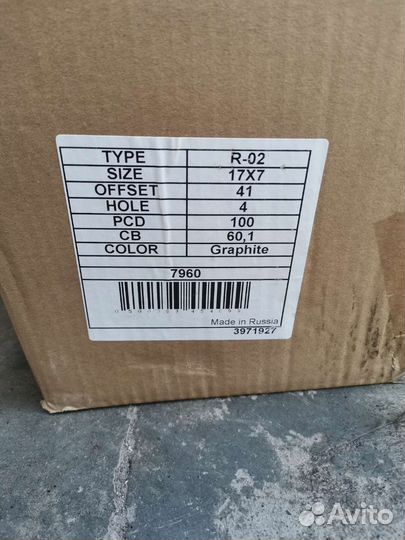 TYPE R-02
SIZE 17X7
OFFSET 41
HOLE 4
PCD 100
CB 60,1
COLOR Graphite
7960
Made in Russia
3971927
Avito